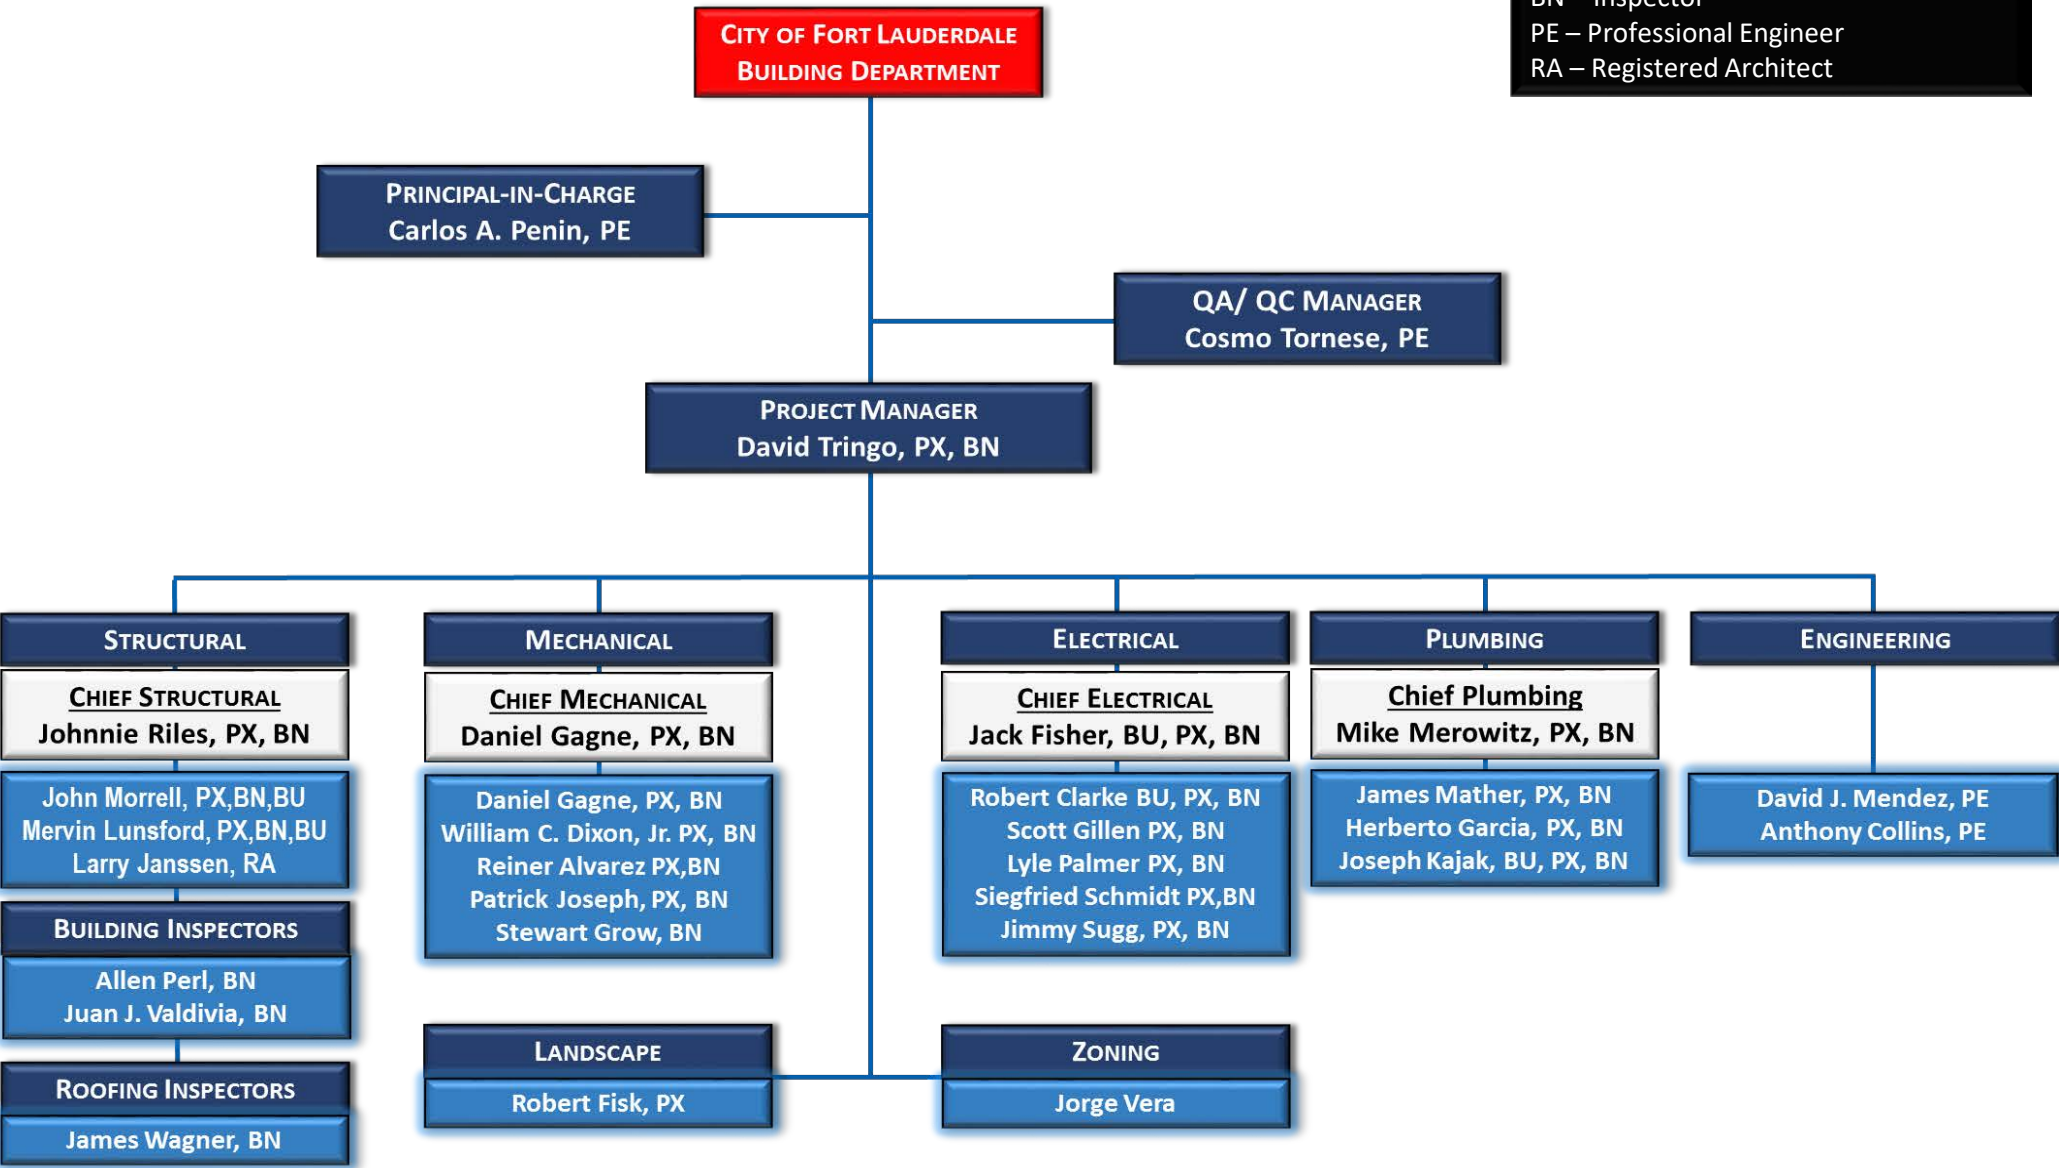 BN – Inspector
PE – Professional Engineer
RA – Registered Architect
CITY OF FORT LAUDERDALE
BUILDING DEPARTMENT
PRINCIPAL-IN-CHARGE
Carlos A. Penin, PE
QA/ QC MANAGER
Cosmo Tornese, PE
PROJECT MANAGER
David Tringo, PX, BN
STRUCTURAL
CHIEF STRUCTURAL
Johnnie Riles, PX, BN
John Morrell, PX,BN,BU
Mervin Lunsford, PX,BN,BU
Larry Janssen, RA
BUILDING INSPECTORS
Allen Perl, BN
Juan J. Valdivia, BN
ROOFING INSPECTORS
James Wagner, BN
MECHANICAL
CHIEF MECHANICAL
Daniel Gagne, PX, BN
Daniel Gagne, PX, BN
William C. Dixon, Jr. PX, BN
Reiner Alvarez PX,BN
Patrick Joseph, PX, BN
Stewart Grow, BN
LANDSCAPE
Robert Fisk, PX
ELECTRICAL
CHIEF ELECTRICAL
Jack Fisher, BU, PX, BN
Robert Clarke BU, PX, BN
Scott Gillen PX, BN
Lyle Palmer PX, BN
Siegfried Schmidt PX,BN
Jimmy Sugg, PX, BN
ZONING
Jorge Vera
PLUMBING
Chief Plumbing
Mike Merowitz, PX, BN
James Mather, PX, BN
Herberto Garcia, PX, BN
Joseph Kajak, BU, PX, BN
ENGINEERING
David J. Mendez, PE
Anthony Collins, PE